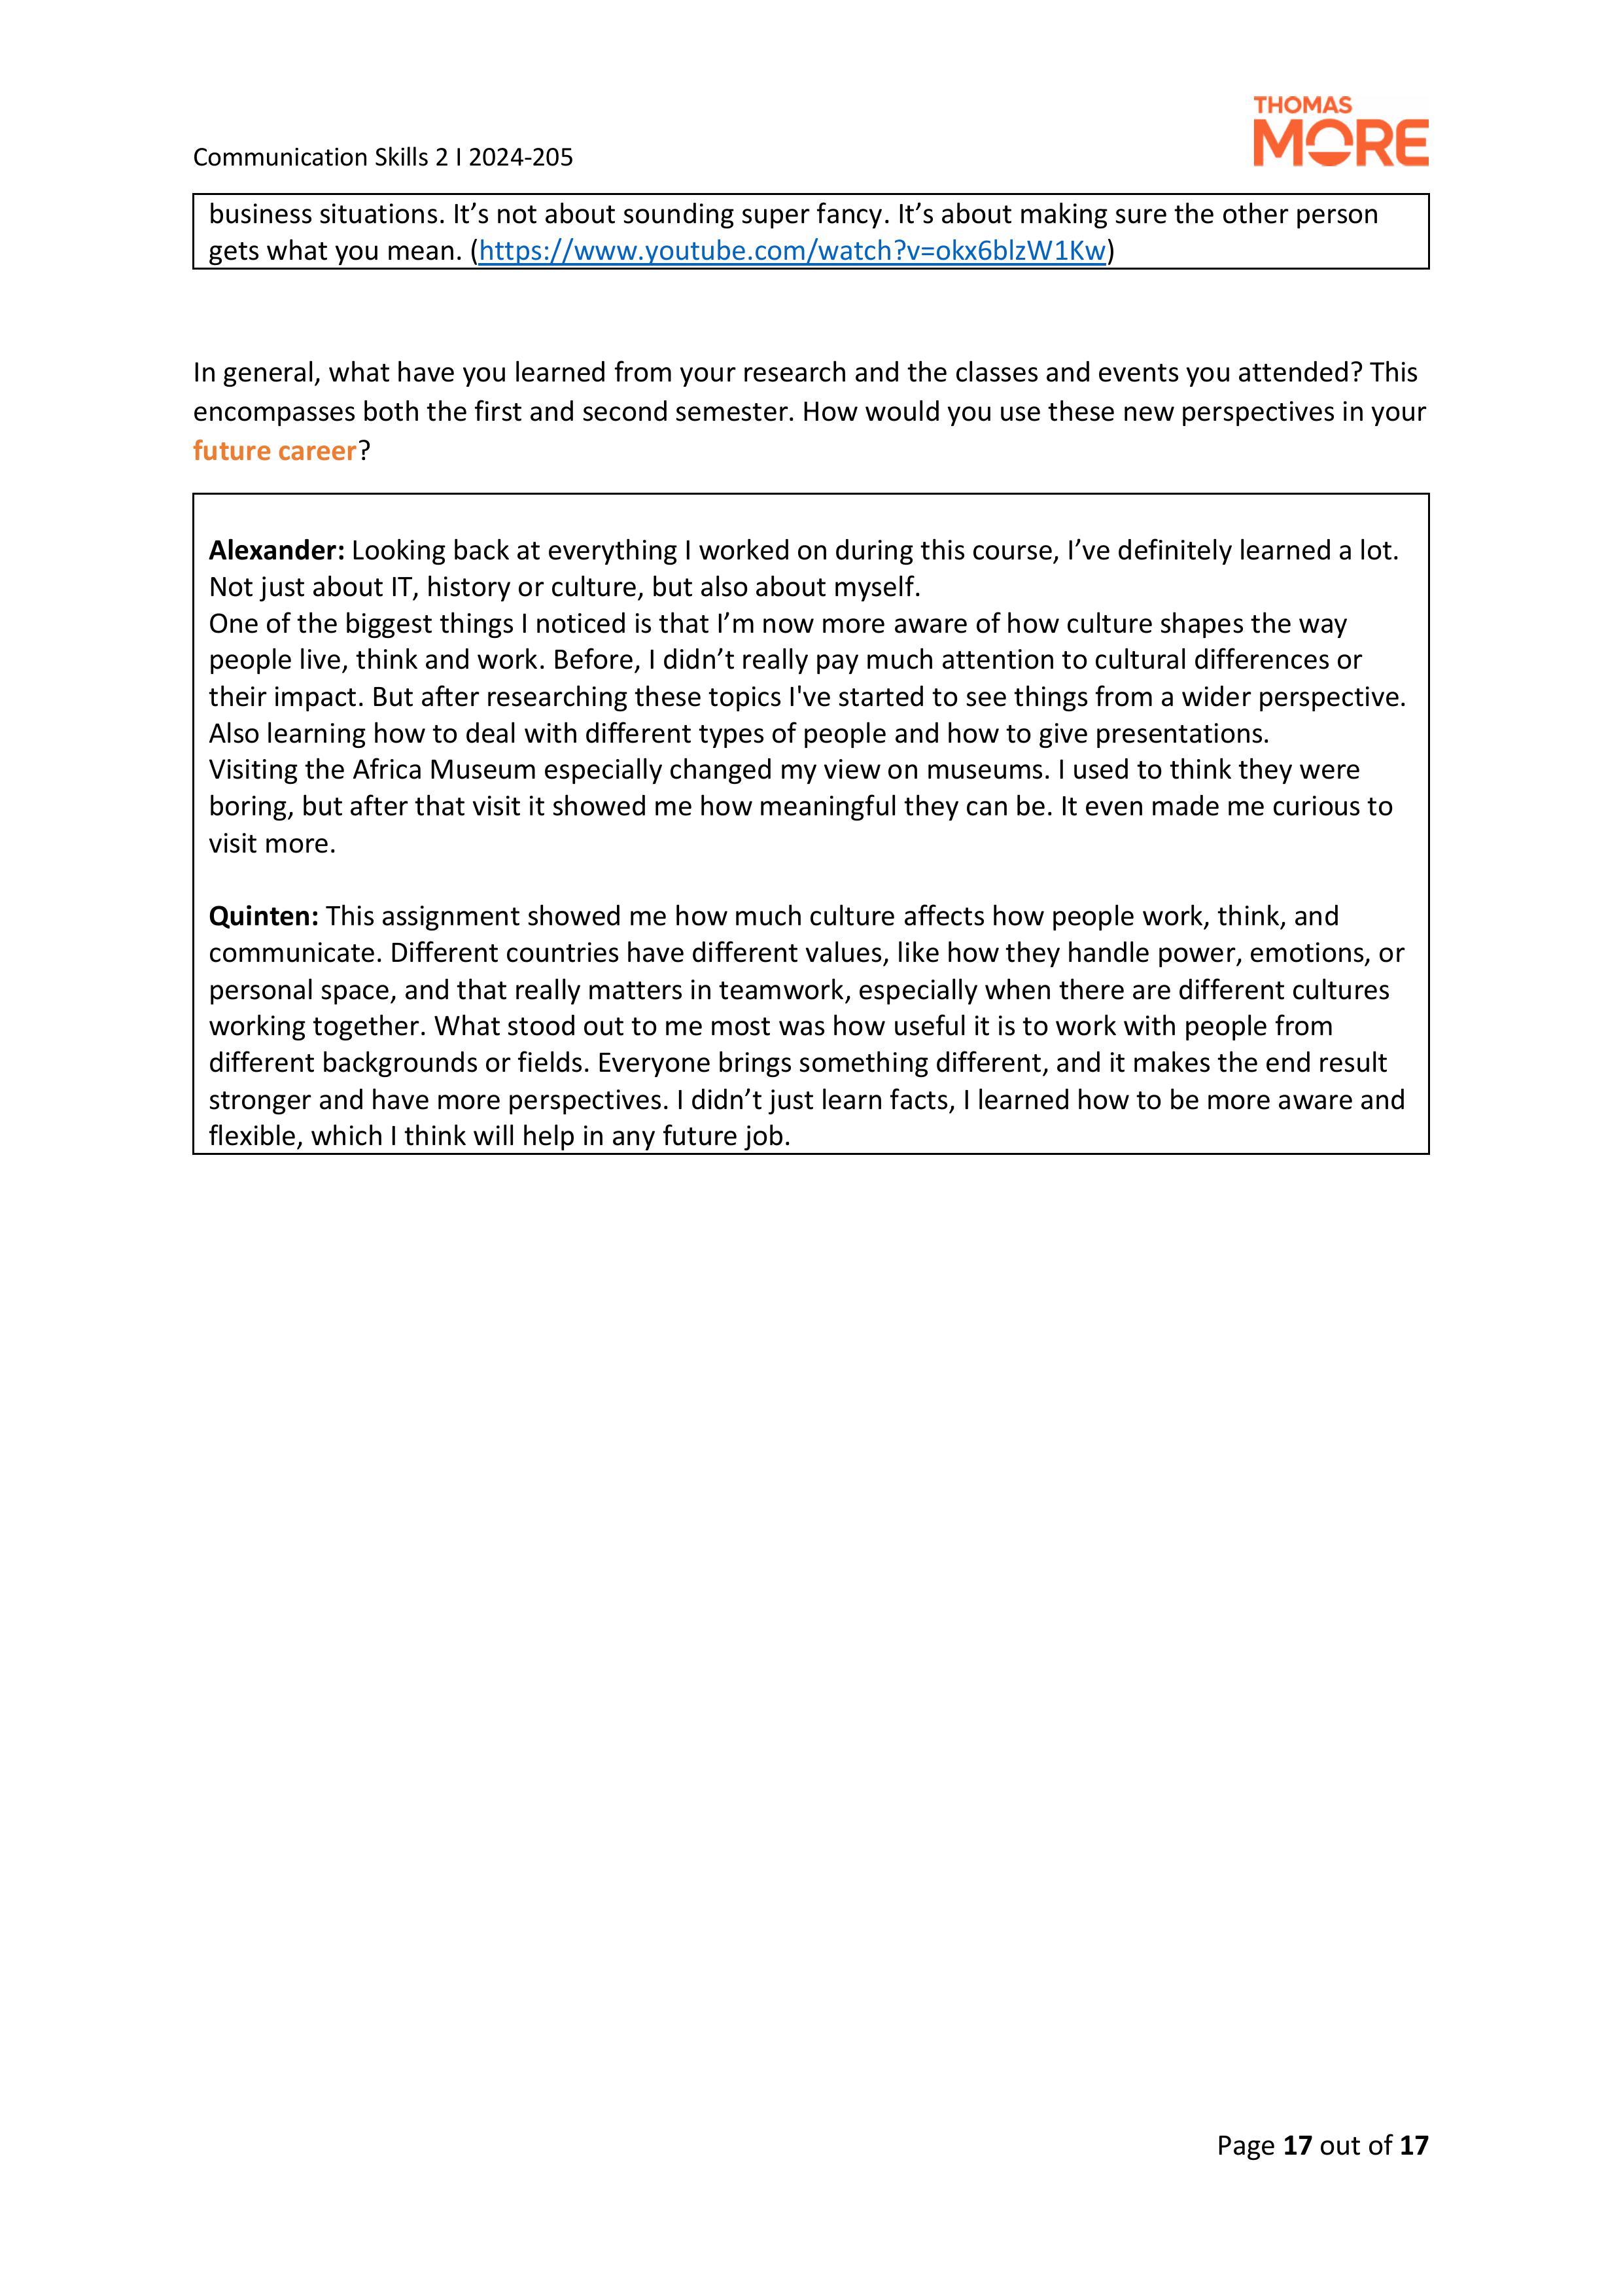 THOMAS
MORE
Communication Skills 2 I 2024-205
business situations. It’s not about sounding super fancy. It’s about making sure the other person
gets what you mean. (https://www.youtube.com/watch?v=okx6blzW1Kw)
In general, what have you learned from your research and the classes and events you attended? This
encompasses both the first and second semester. How would you use these new perspectives in your
future career?
Alexander: Looking back at everything I worked on during this course, I’ve definitely learned a lot.
Not just about IT, history or culture, but also about myself.
One of the biggest things I noticed is that I’m now more aware of how culture shapes the way
people live, think and work. Before, I didn’t really pay much attention to cultural differences or
their impact. But after researching these topics I've started to see things from a wider perspective.
Also learning how to deal with different types of people and how to give presentations.
Visiting the Africa Museum especially changed my view on museums. I used to think they were
boring, but after that visit it showed me how meaningful they can be. It even made me curious to
visit more.
Quinten: This assignment showed me how much culture affects how people work, think, and
communicate. Different countries have different values, like how they handle power, emotions, or
personal space, and that really matters in teamwork, especially when there are different cultures
working together. What stood out to me most was how useful it is to work with people from
different backgrounds or fields. Everyone brings something different, and it makes the end result
stronger and have more perspectives. I didn’t just learn facts, I learned how to be more aware and
flexible, which I think will help in any future job.
Page 17 out of 17